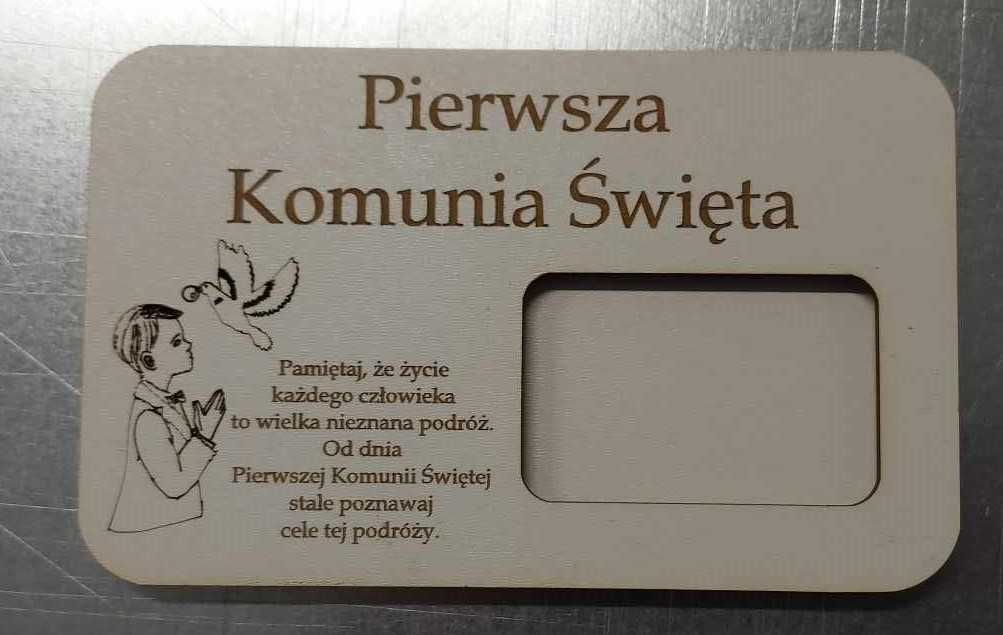 Pierwsza
Komunia Święta
Pamiętaj, że życie
każdego człowieka
to wielka nieznana podróż.
Od dnia
Pierwszej Komunii Świętej
stale poznawaj
cele tej podróży.